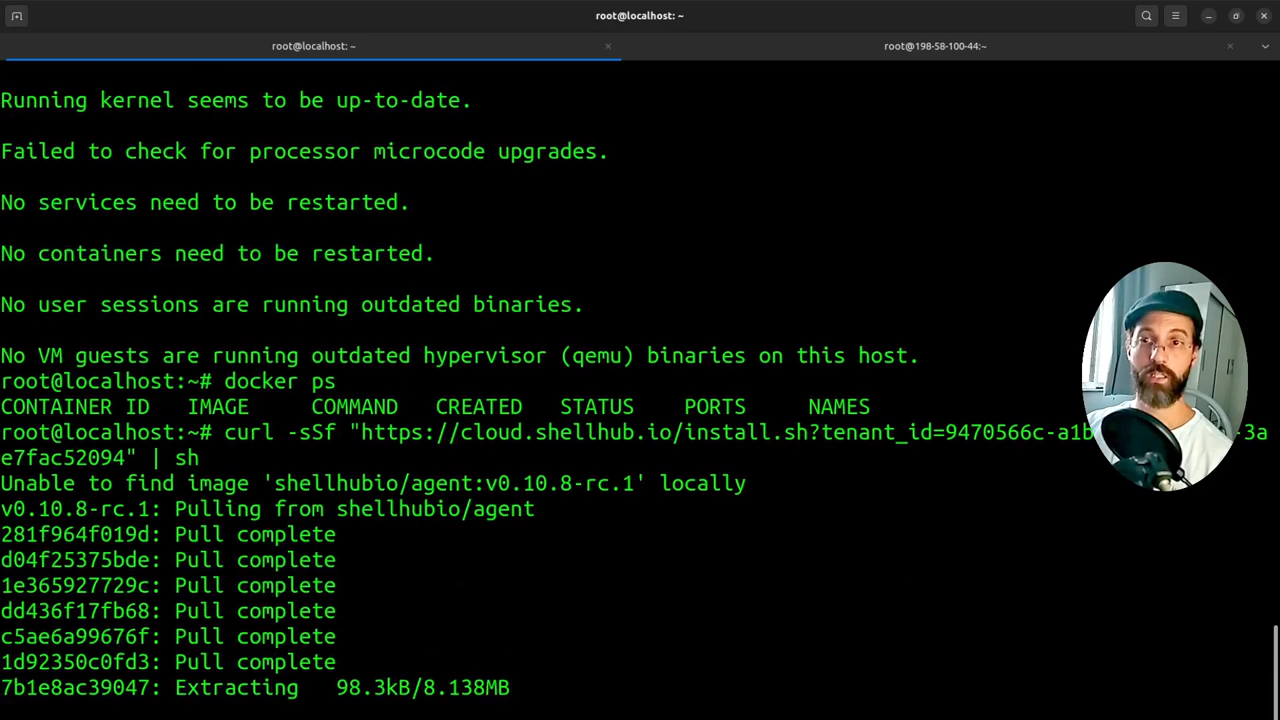 root@localhost: ~
root@localhost: ~
root@198-58-100-44:~
Running kernel seems to be up-to-date.
Failed to check for processor microcode upgrades.
No services need to be restarted.
No containers need to be restarted.
No user sessions are running outdated binaries.
No VM guests are running outdated hypervisor (qemu) binaries on this host.
root@localhost:~# docker ps
CONTAINER ID IMAGE COMMAND CREATED STATUS PORTS NAMES
root@localhost:~# curl -sSf "https://cloud.shellhub.io/install.sh?tenant_id=9470566c-a1b -3a
e7fac52094" | sh
Unable to find image 'shellhubio/agent:v0.10.8-rc.1' locally
v0.10.8-rc.1: Pulling from shellhubio/agent
281f964f019d: Pull complete
d04f25375bde: Pull complete
1e365927729c: Pull complete
dd436f17fb68: Pull complete
c5ae6a99676f: Pull complete
1d92350c0fd3: Pull complete
7b1e8ac39047: Extracting 98.3kB/8.138MB